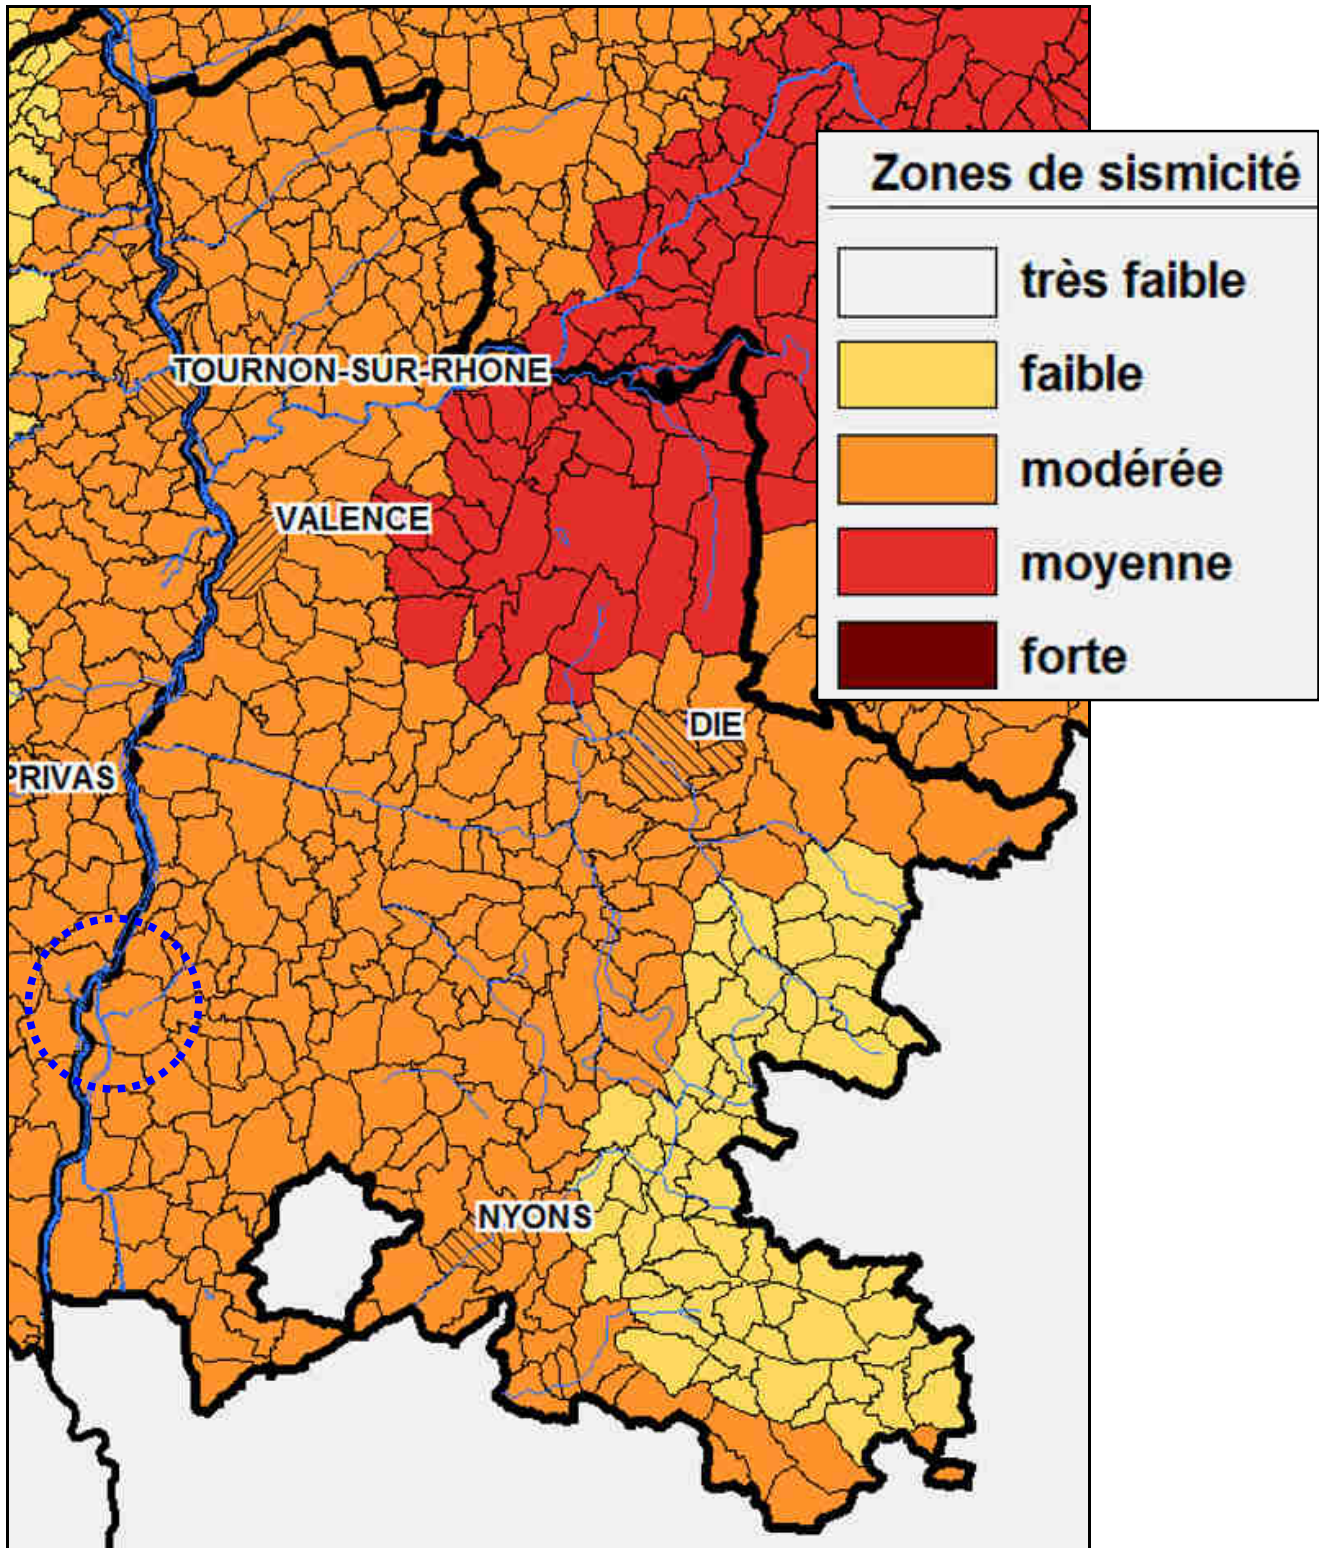 Zones de sismicité
très faible
faible
modérée
moyenne
forte
TOURNON-SUR-RHONE
VALENCE
DIE
PRIVAS
NYONS